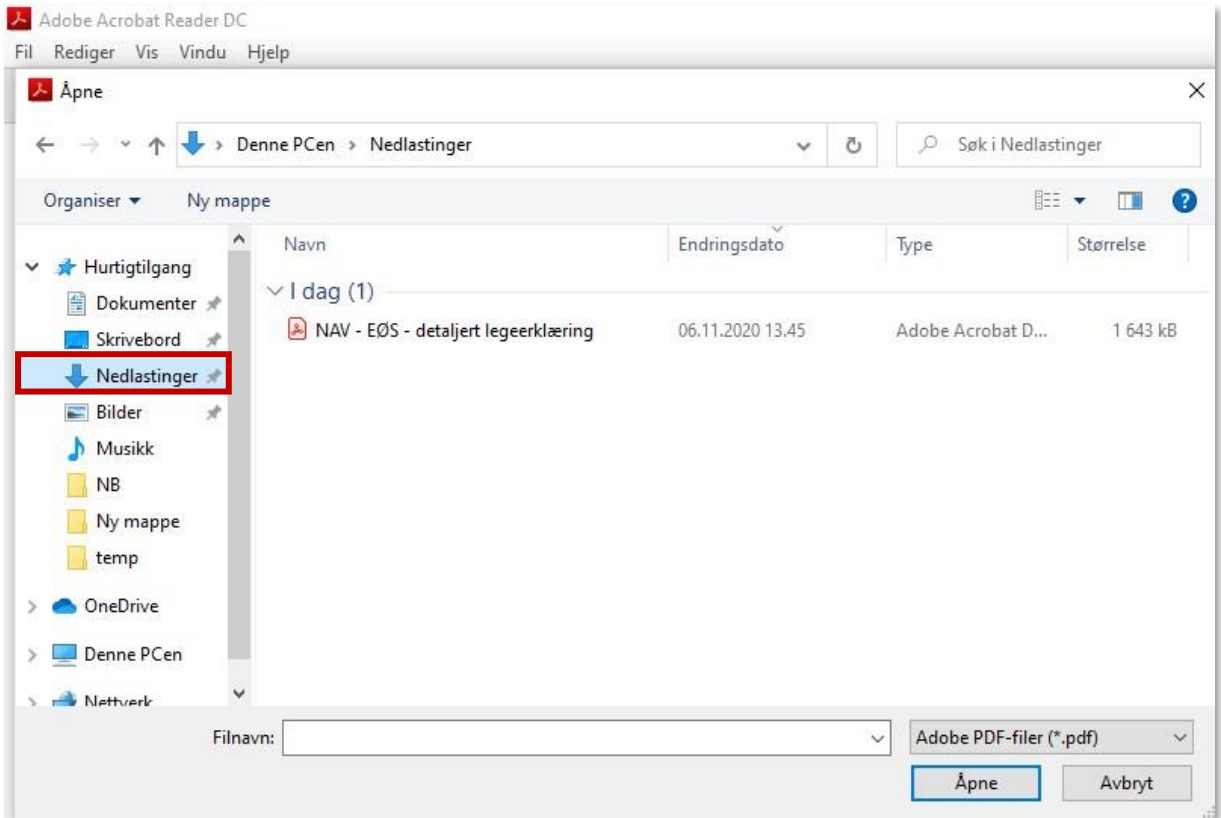 Adobe Acrobat Reader DC
Fil Rediger Vis Vindu Hjelp
Åpne
Denne PCen › Nedlastinger
Søk i Nedlastinger
Organiser
Ny mappe
Navn Endringsdato Type Størrelse
Hurtigtilgang
Dokumenter
Skrivebord
Nedlastinger
Bilder
Musikk
NB
Ny mappe
temp
OneDrive
Denne PCen
Nettverk
I dag (1)
NAV - EØS - detaljert legeerklæring 06.11.2020 13.45 Adobe Acrobat D... 1 643 kB
Filnavn:
Adobe PDF-filer (*.pdf)
Åpne Avbryt